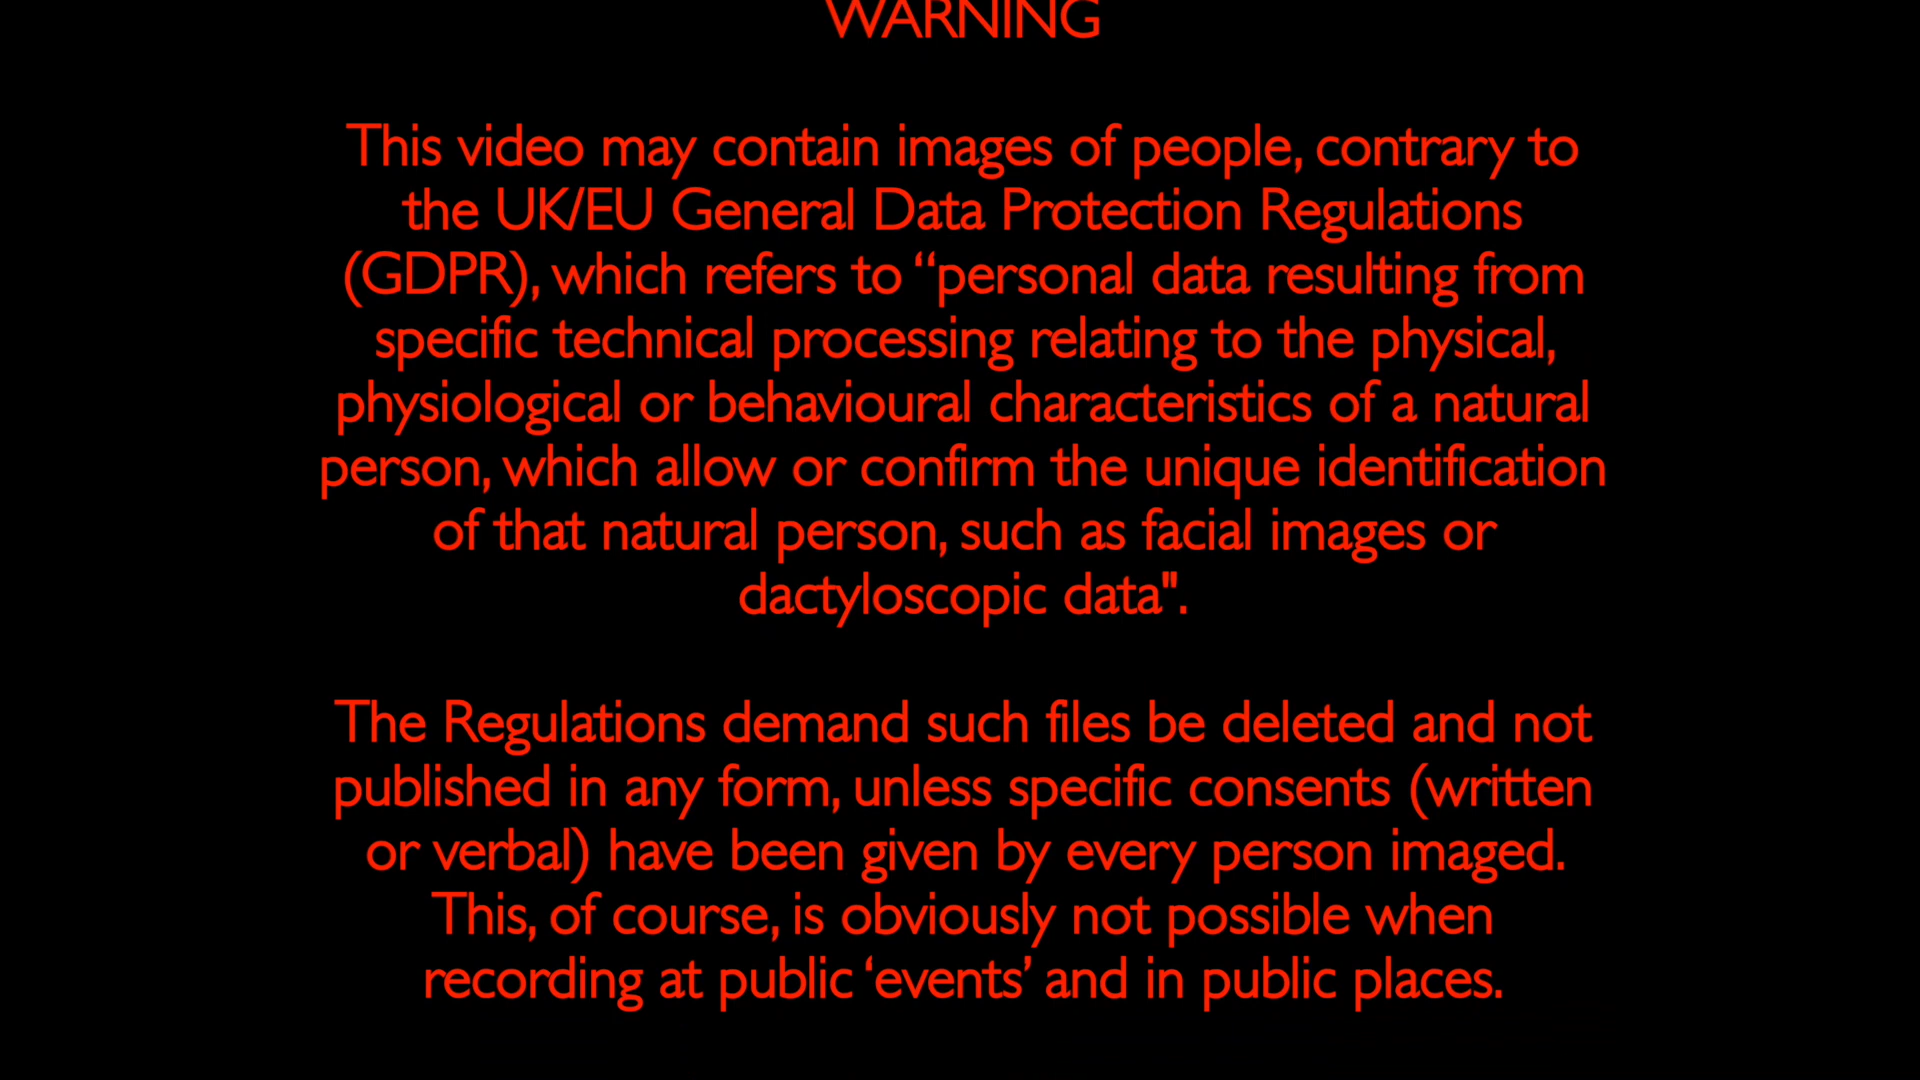 WARNING
This video may contain images of people, contrary to
the UK/EU General Data Protection Regulations
(GDPR), which refers to “personal data resulting from
specific technical processing relating to the physical,
physiological or behavioural characteristics of a natural
person, which allow or confirm the unique identification
of that natural person, such as facial images or
dactyloscopic data".
The Regulations demand such files be deleted and not
published in any form, unless specific consents (written
or verbal) have been given by every person imaged.
This, of course, is obviously not possible when
recording at public ‘events’ and in public places.